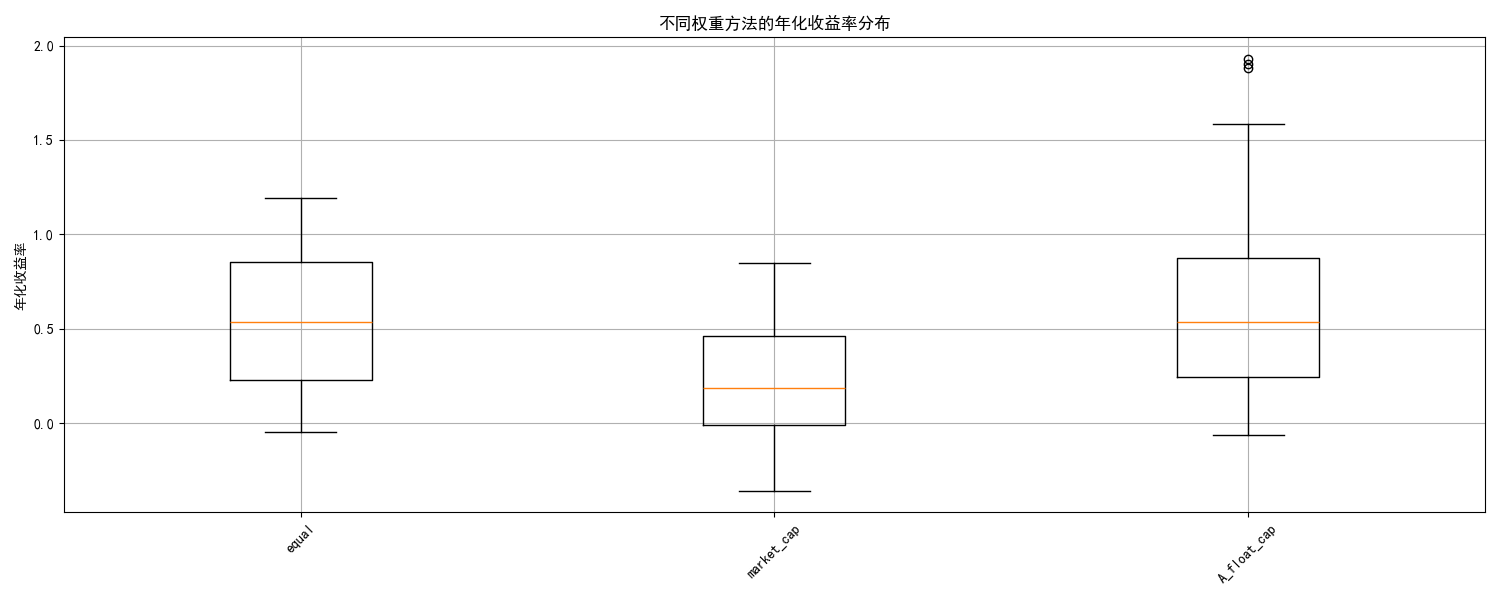 不同权重方法的年化收益率分布
年化收益率
2.0
1.5
1.0
0.5
0.0
equal
market_cap
A_float_cap